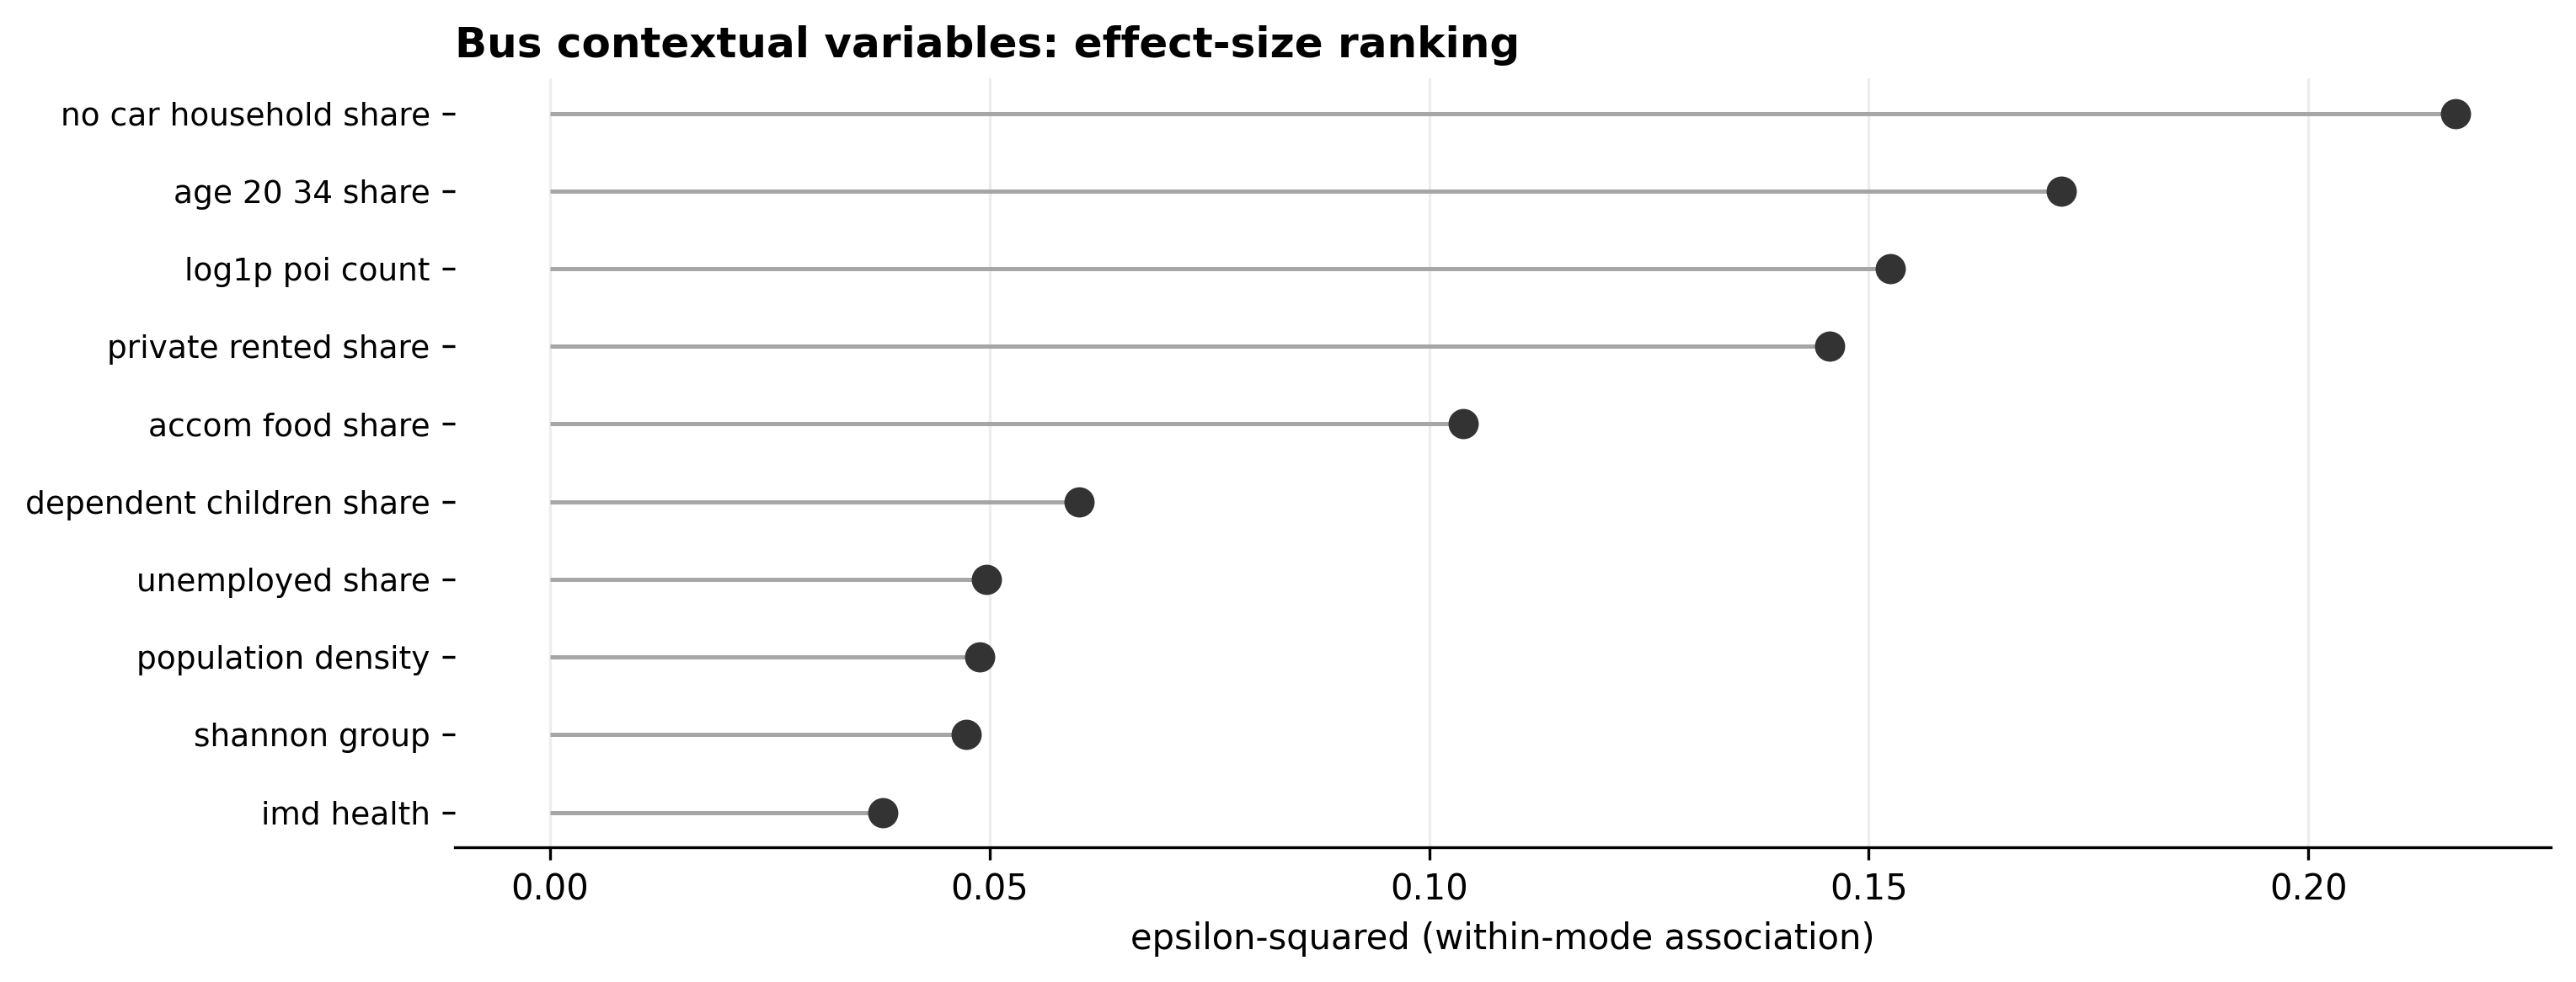 Bus contextual variables: effect-size ranking
no car household share
age 20 34 share
log1p poi count
private rented share
accom food share
dependent children share
unemployed share
population density
shannon group
imd health
0.00 0.05 0.10 0.15 0.20
epsilon-squared (within-mode association)